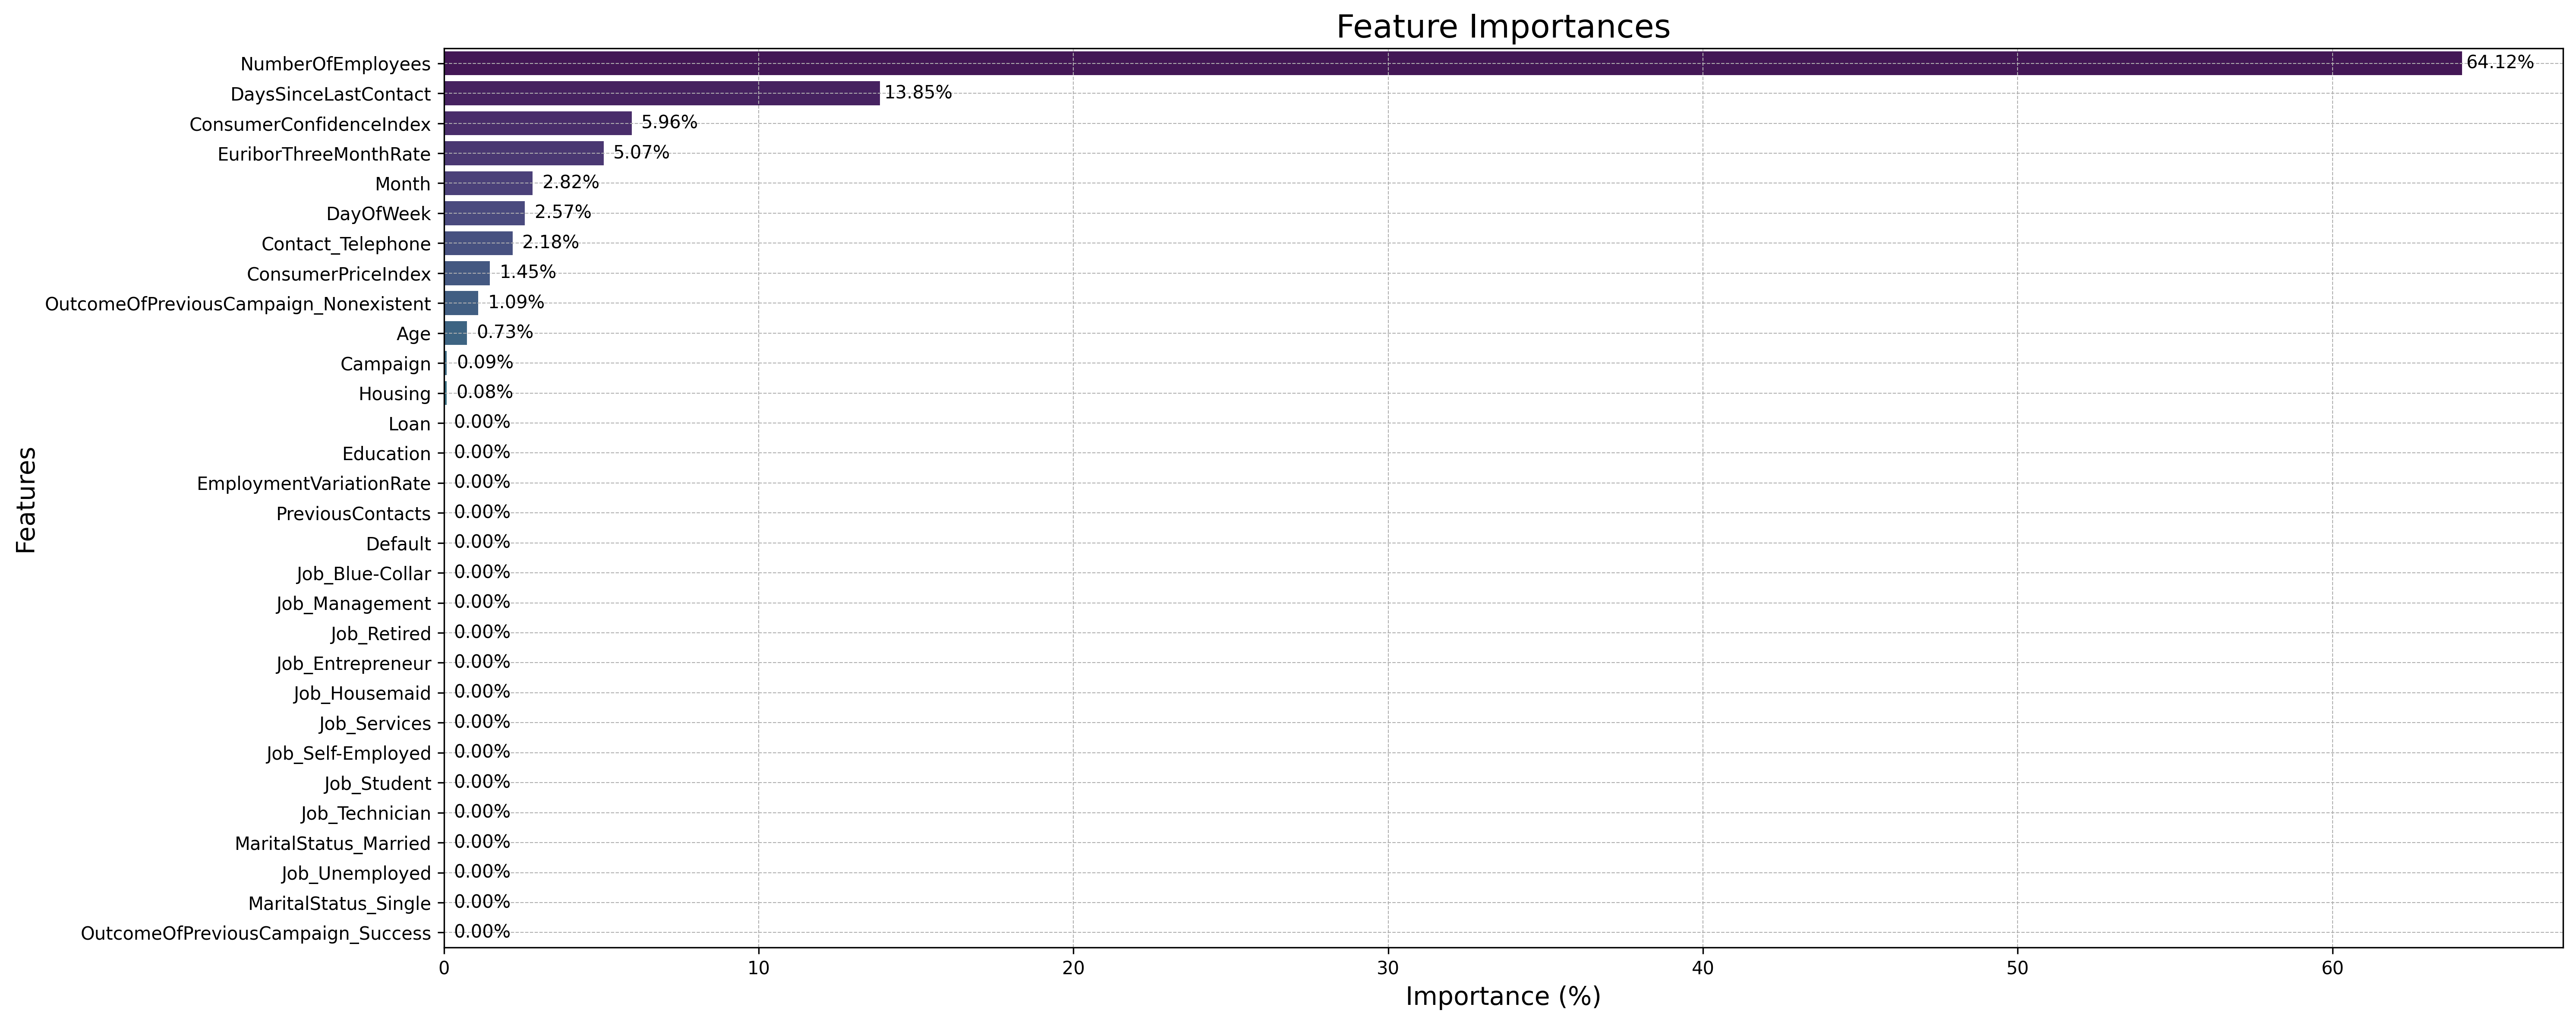 Feature Importances
NumberOfEmployees 64.12%
DaysSinceLastContact 13.85%
ConsumerConfidenceIndex 5.96%
EuriborThreeMonthRate 5.07%
Month 2.82%
DayOfWeek 2.57%
Contact_Telephone 2.18%
ConsumerPriceIndex 1.45%
OutcomeOfPreviousCampaign_Nonexistent 1.09%
Age 0.73%
Campaign 0.09%
Housing 0.08%
Loan 0.00%
Education 0.00%
EmploymentVariationRate 0.00%
PreviousContacts 0.00%
Default 0.00%
Job_Blue-Collar 0.00%
Job_Management 0.00%
Job_Retired 0.00%
Job_Entrepreneur 0.00%
Job_Housemaid 0.00%
Job_Services 0.00%
Job_Self-Employed 0.00%
Job_Student 0.00%
Job_Technician 0.00%
MaritalStatus_Married 0.00%
Job_Unemployed 0.00%
MaritalStatus_Single 0.00%
OutcomeOfPreviousCampaign_Success 0.00%
Features
0 10 20 30 40 50 60
Importance (%)